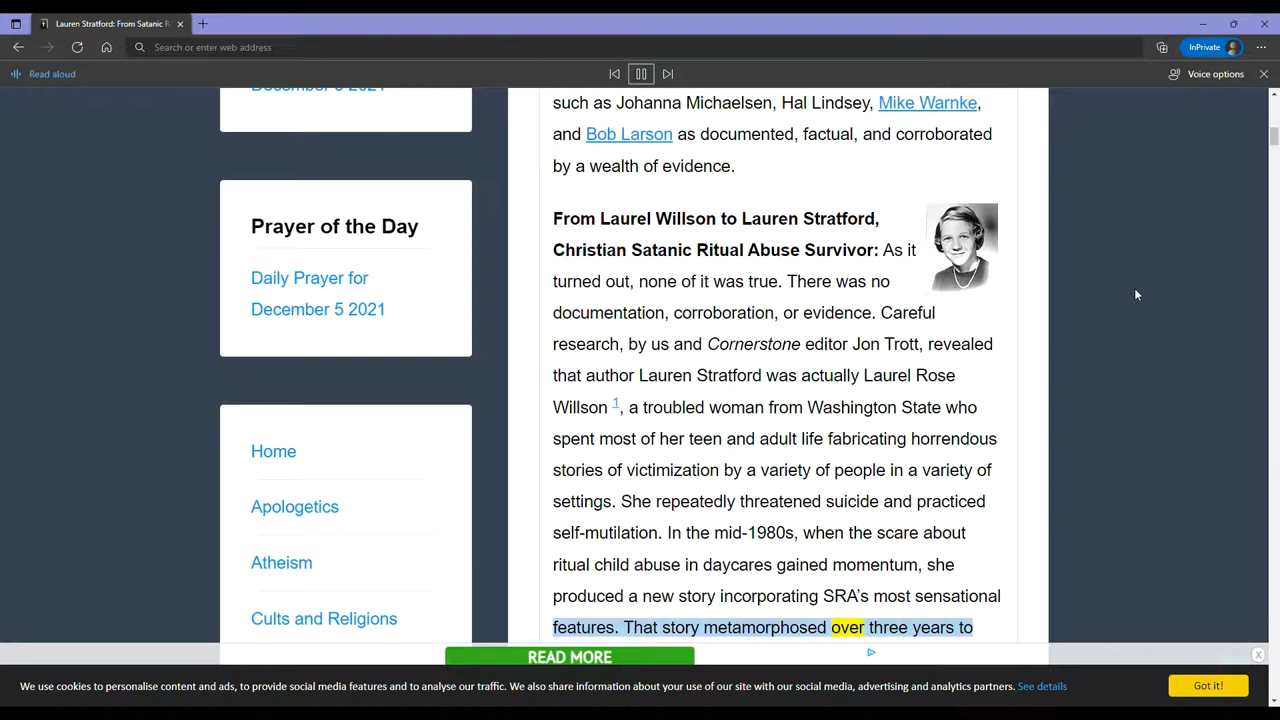 Lauren Stratford: From Satanic R
Search or enter web address
InPrivate
Read aloud
Voice options
December 5 2021
Prayer of the Day
Daily Prayer for
December 5 2021
Home
Apologetics
Atheism
Cults and Religions
such as Johanna Michaelsen, Hal Lindsey, Mike Warnke,
and Bob Larson as documented, factual, and corroborated
by a wealth of evidence.
From Laurel Willson to Lauren Stratford,
Christian Satanic Ritual Abuse Survivor: As it
turned out, none of it was true. There was no
documentation, corroboration, or evidence. Careful
research, by us and Cornerstone editor Jon Trott, revealed
that author Lauren Stratford was actually Laurel Rose
Willson 1, a troubled woman from Washington State who
spent most of her teen and adult life fabricating horrendous
stories of victimization by a variety of people in a variety of
settings. She repeatedly threatened suicide and practiced
self-mutilation. In the mid-1980s, when the scare about
ritual child abuse in daycares gained momentum, she
produced a new story incorporating SRA's most sensational
features. That story metamorphosed over three years to
READ MORE
We use cookies to personalise content and ads, to provide social media features and to analyse our traffic. We also share information about your use of our site with our social media, advertising and analytics partners. See details
Got it!